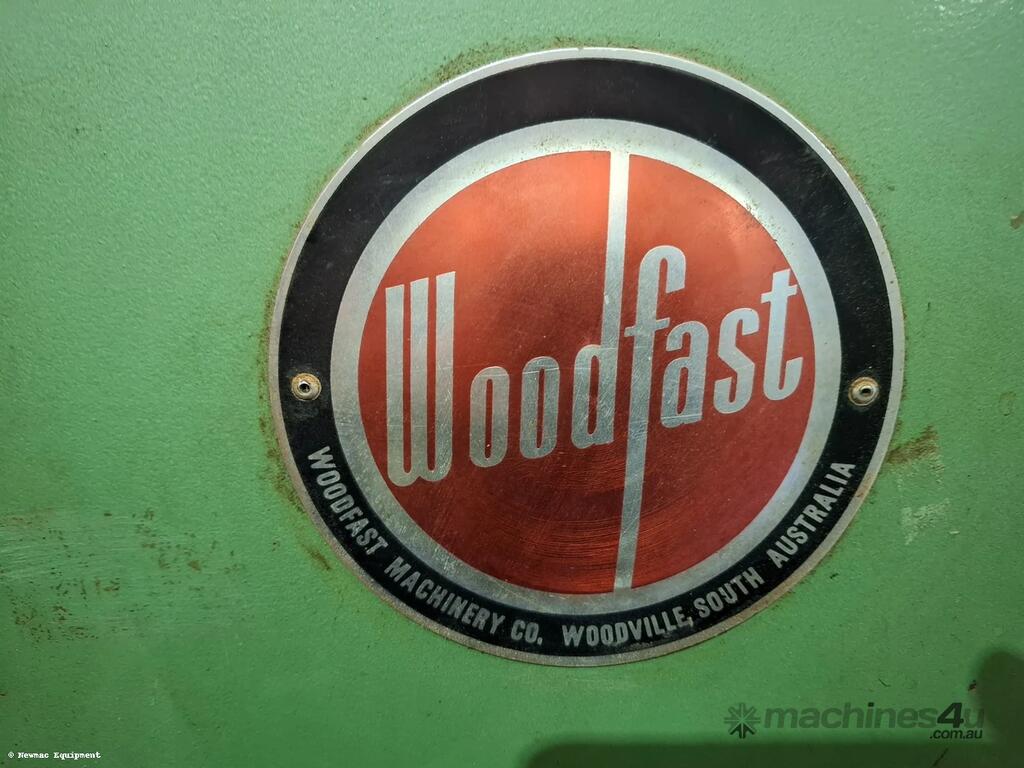 Woodfast
WOODFAST MACHINERY CO. WOODVILLE, SOUTH AUSTRALIA
machines4u
.com.au
© Newmac Equipment